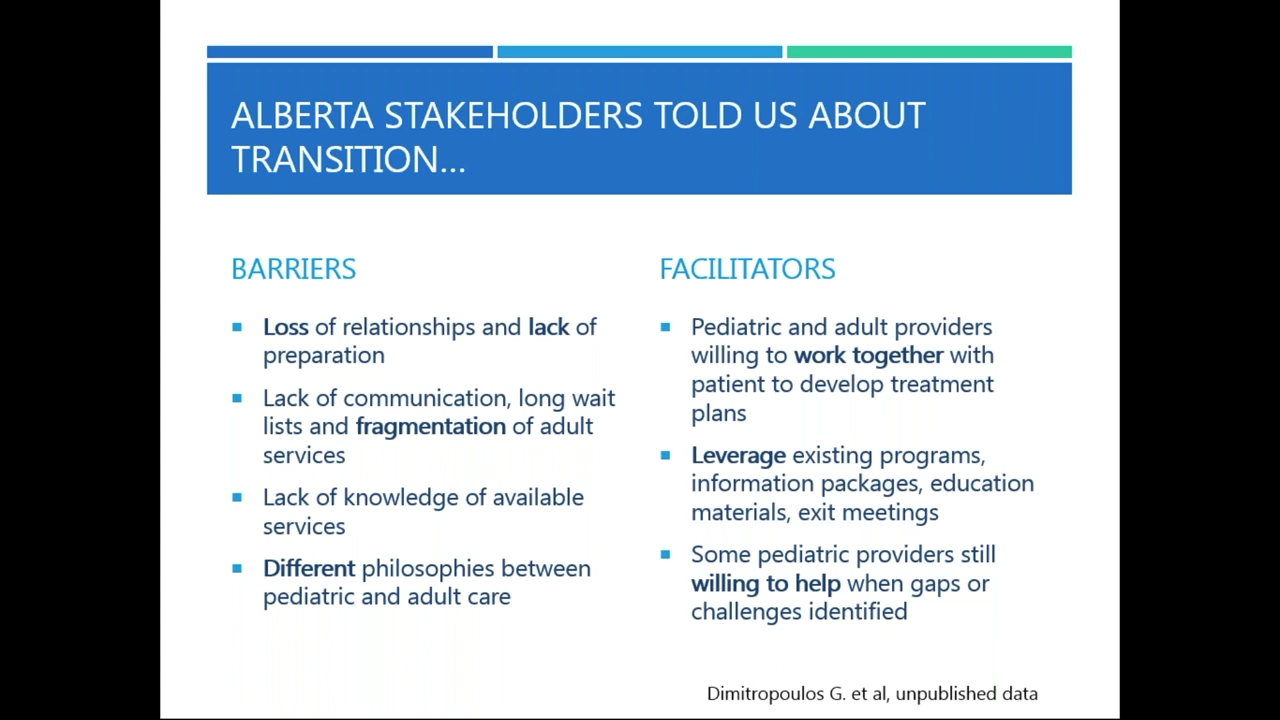 ALBERTA STAKEHOLDERS TOLD US ABOUT
TRANSITION...
BARRIERS
Loss of relationships and lack of
preparation
Lack of communication, long wait
lists and fragmentation of adult
services
Lack of knowledge of available
services
Different philosophies between
pediatric and adult care
FACILITATORS
Pediatric and adult providers
willing to work together with
patient to develop treatment
plans
Leverage existing programs,
information packages, education
materials, exit meetings
Some pediatric providers still
willing to help when gaps or
challenges identified
Dimitropoulos G. et al, unpublished data